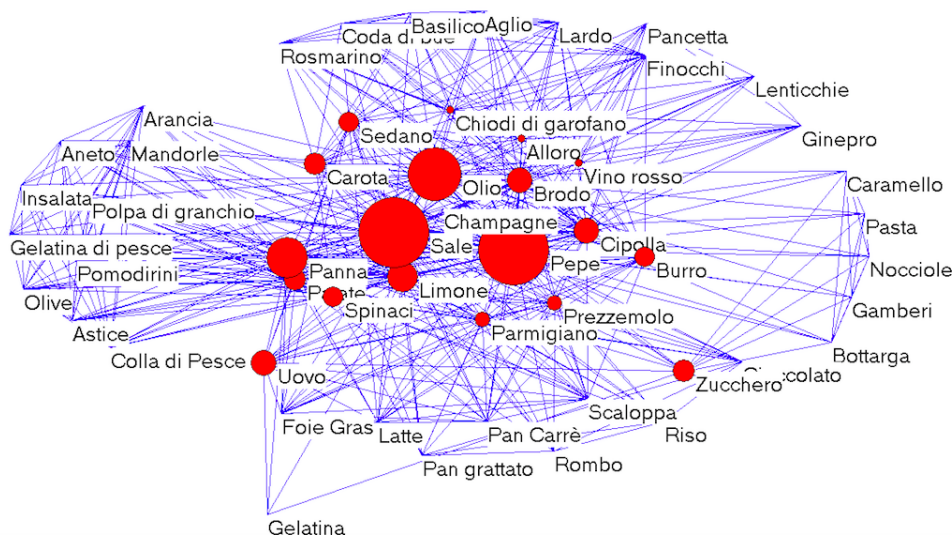 Basilico
Aglio
Coda di bue
Lardo
Pancetta
Rosmarino
Finocchi
Lenticchie
Arancia
Chiodi di garofano
Sedano
Ginepro
Aneto
Mandorle
Alloro
Carota
Olio
Vino rosso
Brodo
Caramello
Insalata
Polpa di granchio
Champagne
Pasta
Gelatina di pesce
Sale
Cipolla
Pepe
Nocciole
Pomodirini
Panna
Burro
Olive
Limone
Spinaci
Gamberi
Prezzemolo
Astice
Parmigiano
Bottarga
Colla di Pesce
Uovo
Zucchero
Scaloppa
Foie Gras
Latte
Pan Carrè
Riso
Pan grattato
Rombo
Gelatina